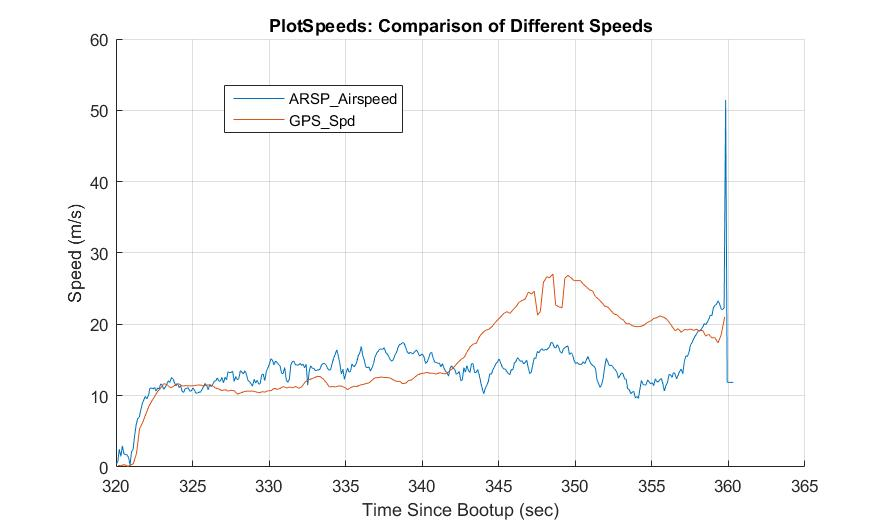 PlotSpeeds: Comparison of Different Speeds
60
50
40
30
20
10
0
Speed (m/s)
ARSP_Airspeed
GPS_Spd
320 325 330 335 340 345 350 355 360 365
Time Since Bootup (sec)